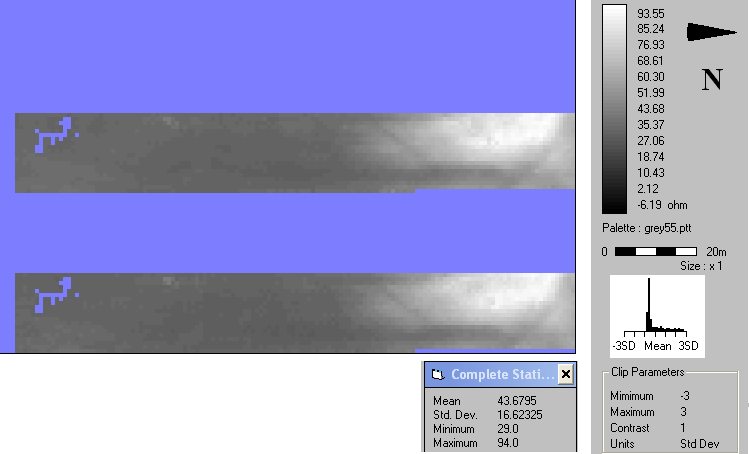 93.55
85.24
76.93
68.61
60.30
51.99
43.68
35.37
27.06
18.74
10.43
2.12
-6.19 ohm
N
Palette : grey55.ptt
0 20m
Size : x 1
-3SD Mean 3SD
Clip Parameters
Mimimum -3
Maximum 3
Contrast 1
Units Std Dev
Complete Stati...
Mean 43.6795
Std. Dev. 16.62325
Minimum 29.0
Maximum 94.0